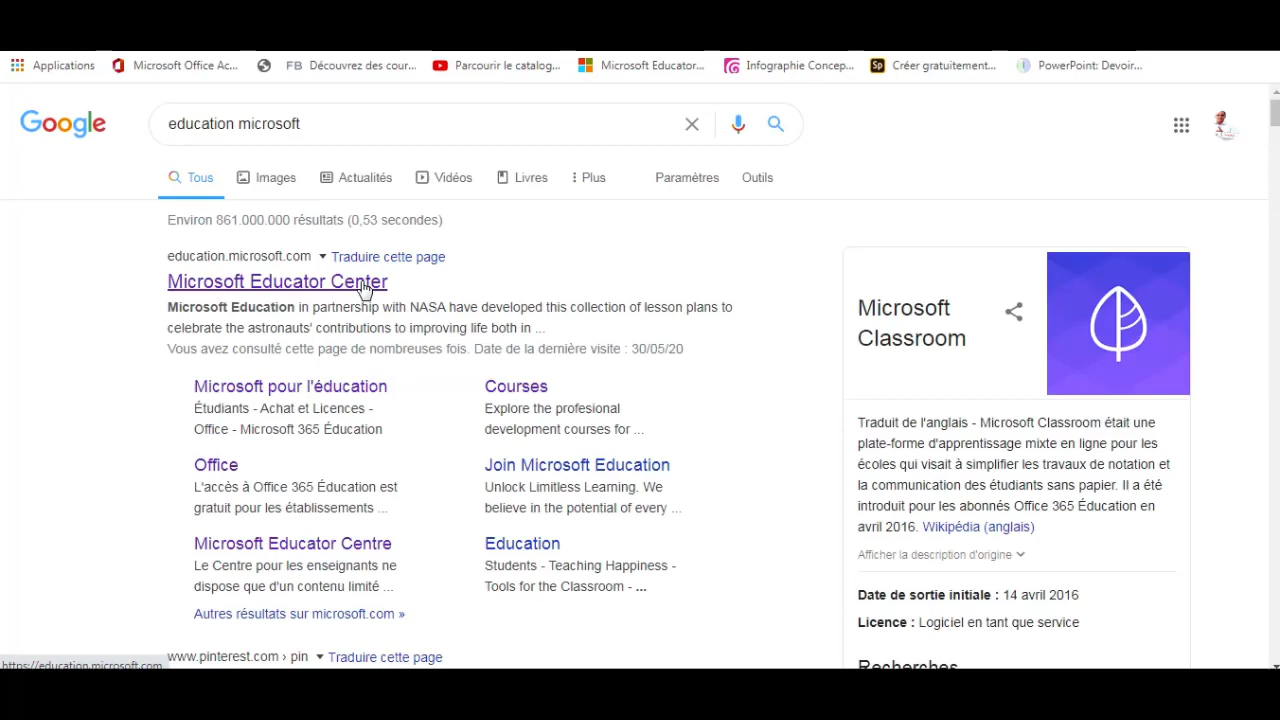 Applications Microsoft Office Ac... FB Découvrez des cour... Parcourir le catalog... Microsoft Educator... Infographie Concep... Sp Créer gratuitement... PowerPoint: Devoir...
Google education microsoft
Tous Images Actualités Vidéos Livres Plus Paramètres Outils
Environ 861.000.000 résultats (0,53 secondes)
education.microsoft.com ▼ Traduire cette page
Microsoft Educator Center
Microsoft Education in partnership with NASA have developed this collection of lesson plans to
celebrate the astronauts' contributions to improving life both in ...
Vous avez consulté cette page de nombreuses fois. Date de la dernière visite : 30/05/20
Microsoft pour l'éducation
Étudiants - Achat et Licences -
Office - Microsoft 365 Éducation
Courses
Explore the profesional
development courses for ...
Office
L'accès à Office 365 Éducation est
gratuit pour les établissements ...
Join Microsoft Education
Unlock Limitless Learning. We
believe in the potential of every ...
Microsoft Educator Centre
Le Centre pour les enseignants ne
dispose que d'un contenu limité ...
Education
Students - Teaching Happiness -
Tools for the Classroom - ...
Autres résultats sur microsoft.com »
www.pinterest.com › pin ▼ Traduire cette page
https://education.microsoft.com
Microsoft
Classroom
Traduit de l'anglais - Microsoft Classroom était une
plate-forme d'apprentissage mixte en ligne pour les
écoles qui visait à simplifier les travaux de notation et
la communication des étudiants sans papier. Il a été
introduit pour les abonnés Office 365 Éducation en
avril 2016. Wikipédia (anglais)
Afficher la description d'origine
Date de sortie initiale : 14 avril 2016
Licence : Logiciel en tant que service
Recherches